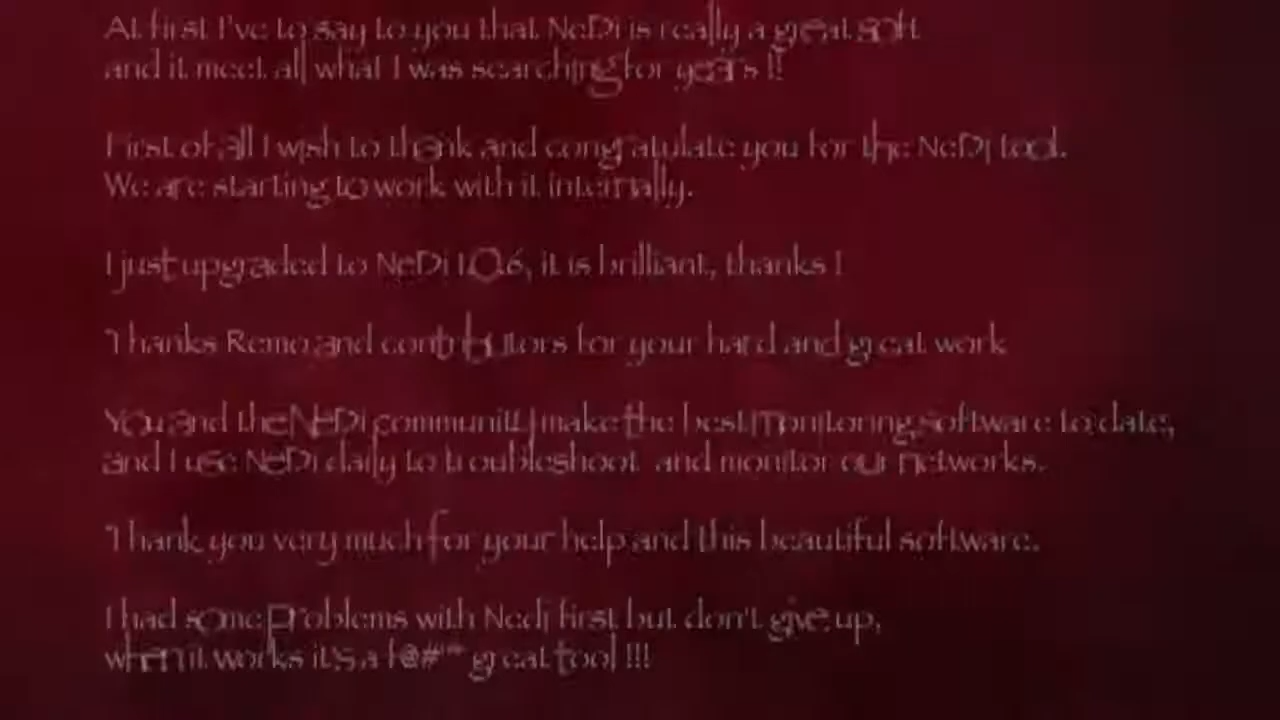 At first I've to say to you that NeDi is really a great soft
and it meet all what I was searching for years !!
First of all I wish to thank and congratulate you for the NeDi tool.
We are starting to work with it internally.
I just upgraded to NeDi 1.0.6, it is brilliant, thanks !
Thanks Remo and contributors for your hard and great work
You and the NeDi community make the best monitoring software to date,
and I use NeDi daily to troubleshoot and monitor our networks.
Thank you very much for your help and this beautiful software.
I had some problems with Nedi first but don't give up,
when it works it's a f@#** great tool !!!